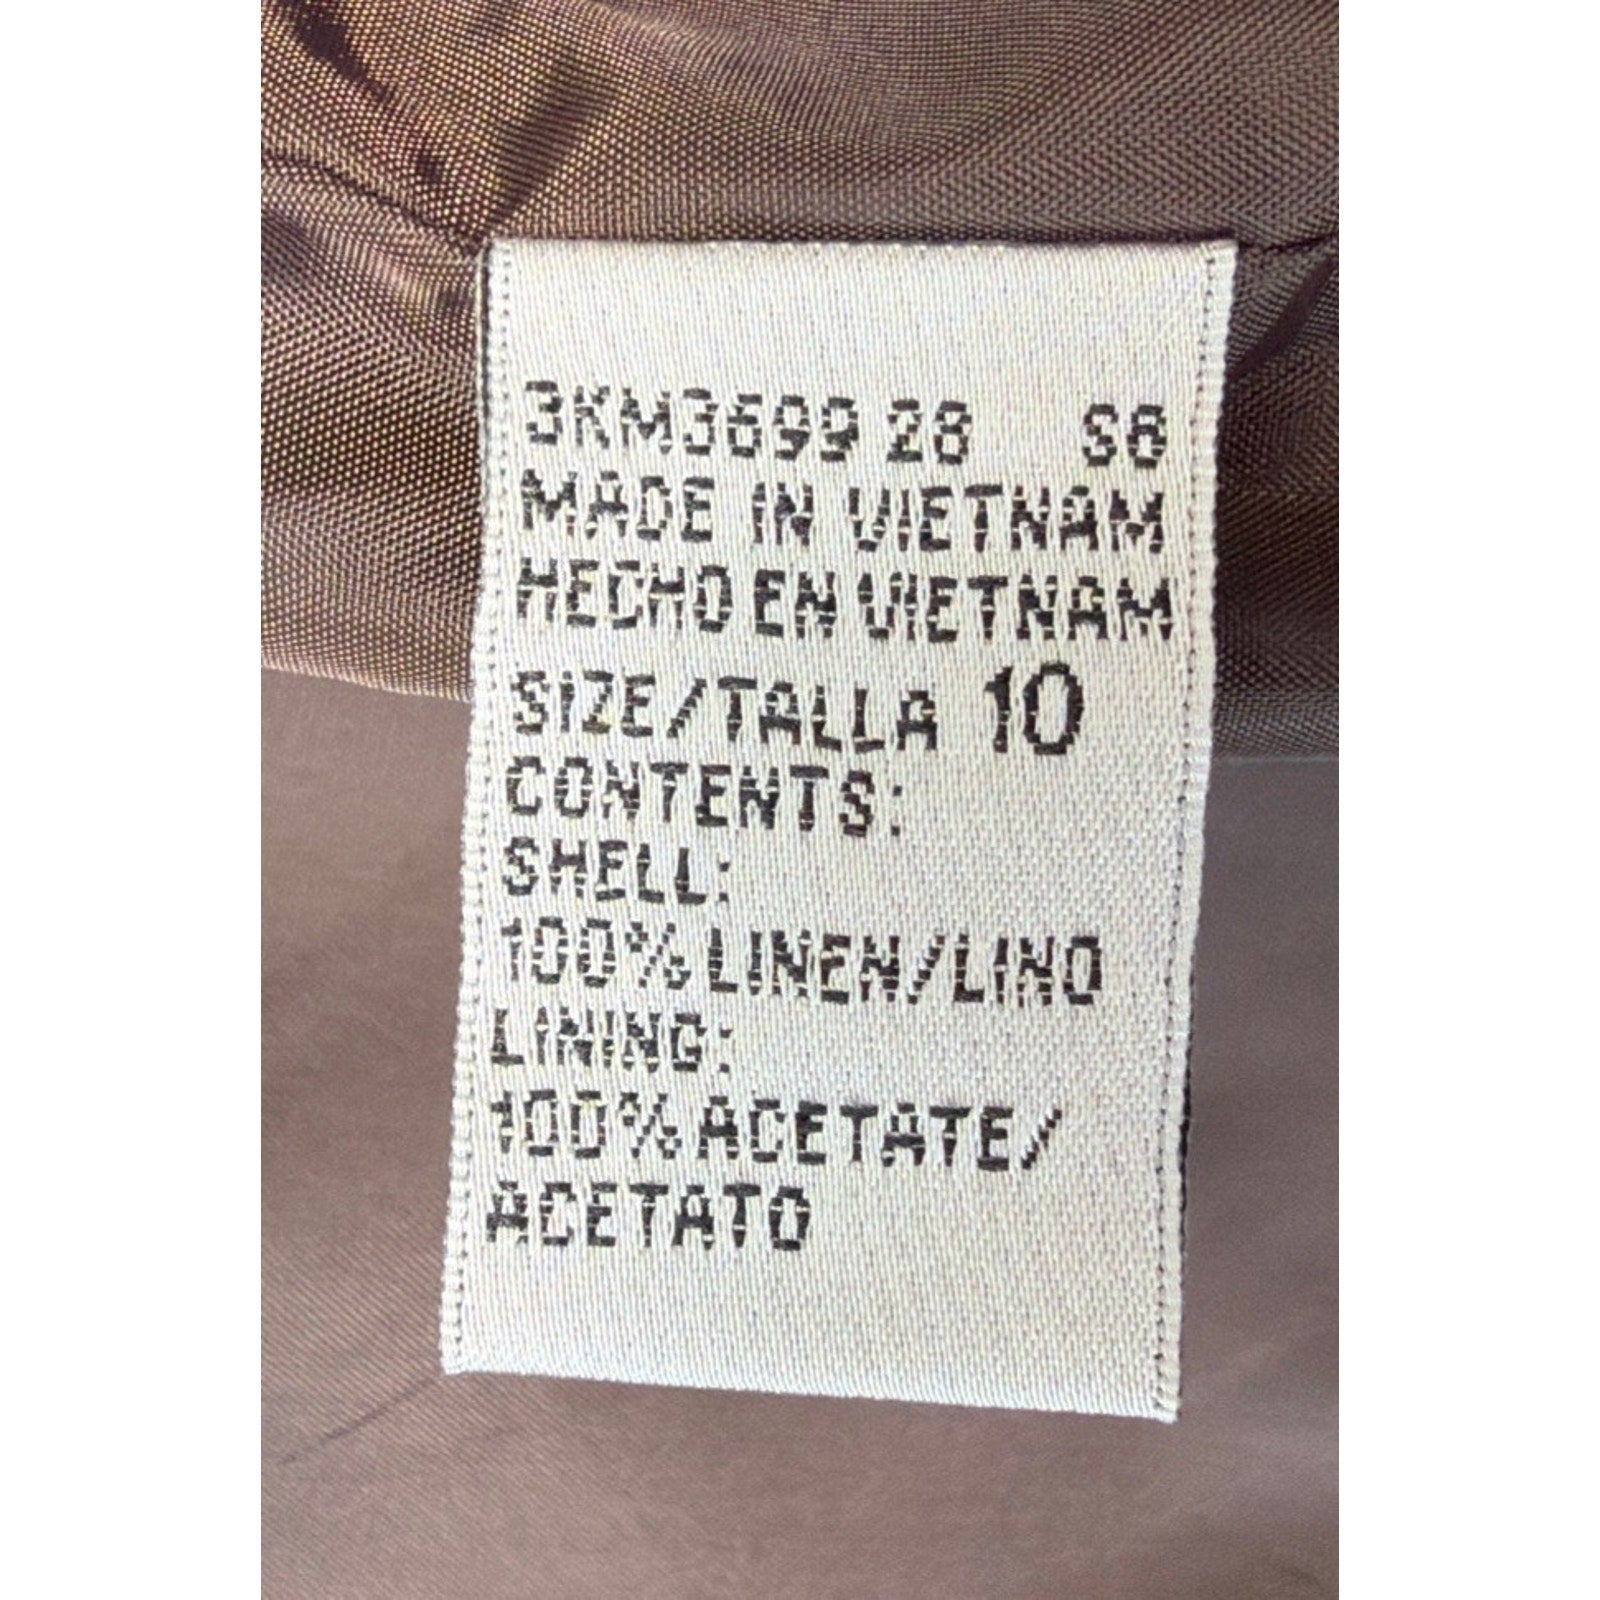 3KM3699 28 S6
MADE IN VIETNAM
HECHO EN VIETNAM
SIZE/TALLA 10
CONTENTS:
SHELL:
100% LINEN/LINO
LINING:
100% ACETATE/
ACETATO